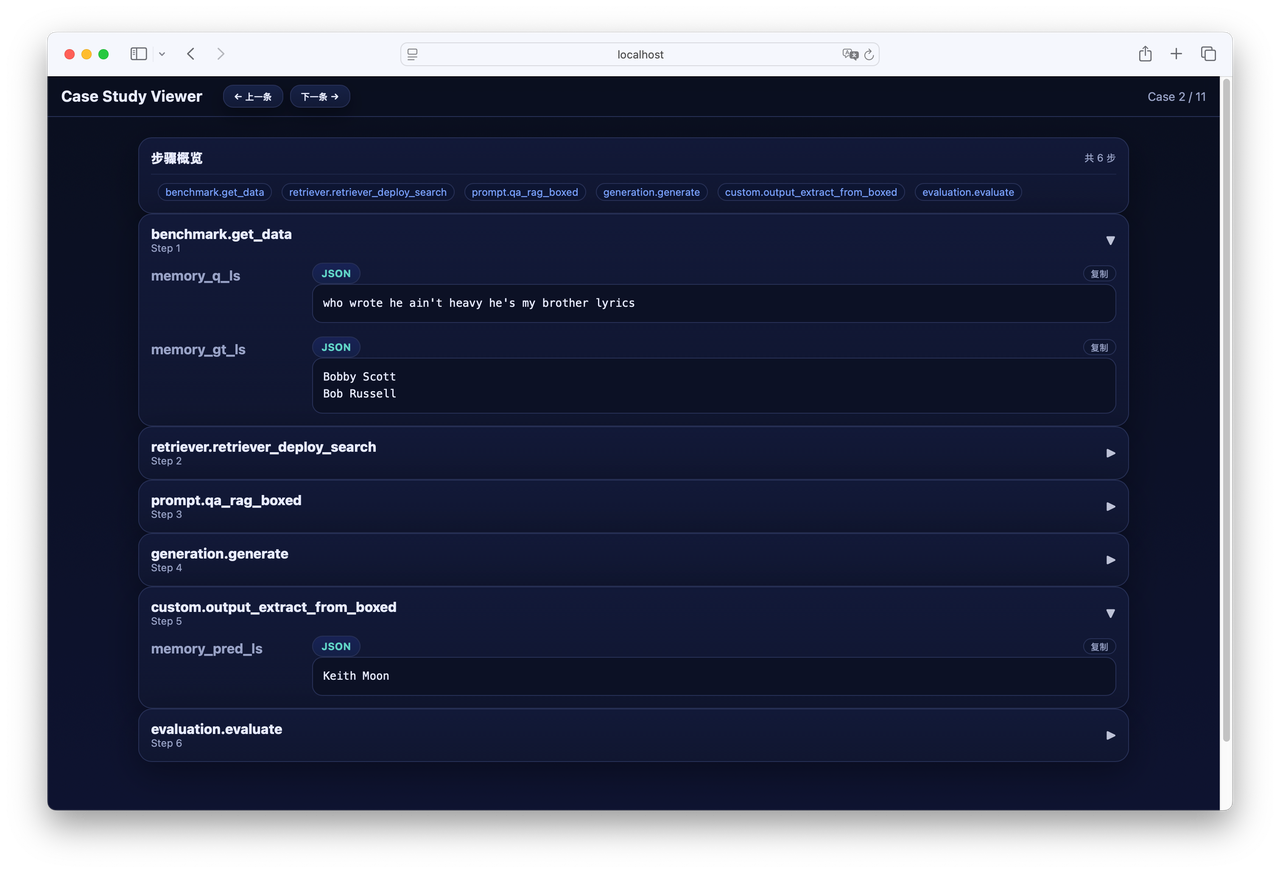 localhost
Case Study Viewer
← 上一条
下一条 →
Case 2 / 11
步骤概览
共 6 步
benchmark.get_data
retriever.retriever_deploy_search
prompt.qa_rag_boxed
generation.generate
custom.output_extract_from_boxed
evaluation.evaluate
benchmark.get_data
Step 1
memory_q_ls
JSON
复制
who wrote he ain't heavy he's my brother lyrics
memory_gt_ls
JSON
复制
Bobby Scott
Bob Russell
retriever.retriever_deploy_search
Step 2
prompt.qa_rag_boxed
Step 3
generation.generate
Step 4
custom.output_extract_from_boxed
Step 5
memory_pred_ls
JSON
复制
Keith Moon
evaluation.evaluate
Step 6